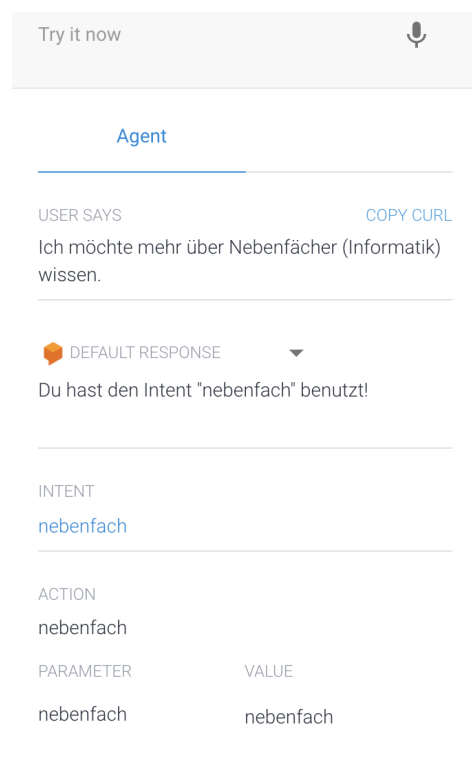 Try it now
Agent
USER SAYS COPY CURL
Ich möchte mehr über Nebenfächer (Informatik)
wissen.
DEFAULT RESPONSE
Du hast den Intent "nebenfach" benutzt!
INTENT
nebenfach
ACTION
nebenfach
PARAMETER VALUE
nebenfach nebenfach